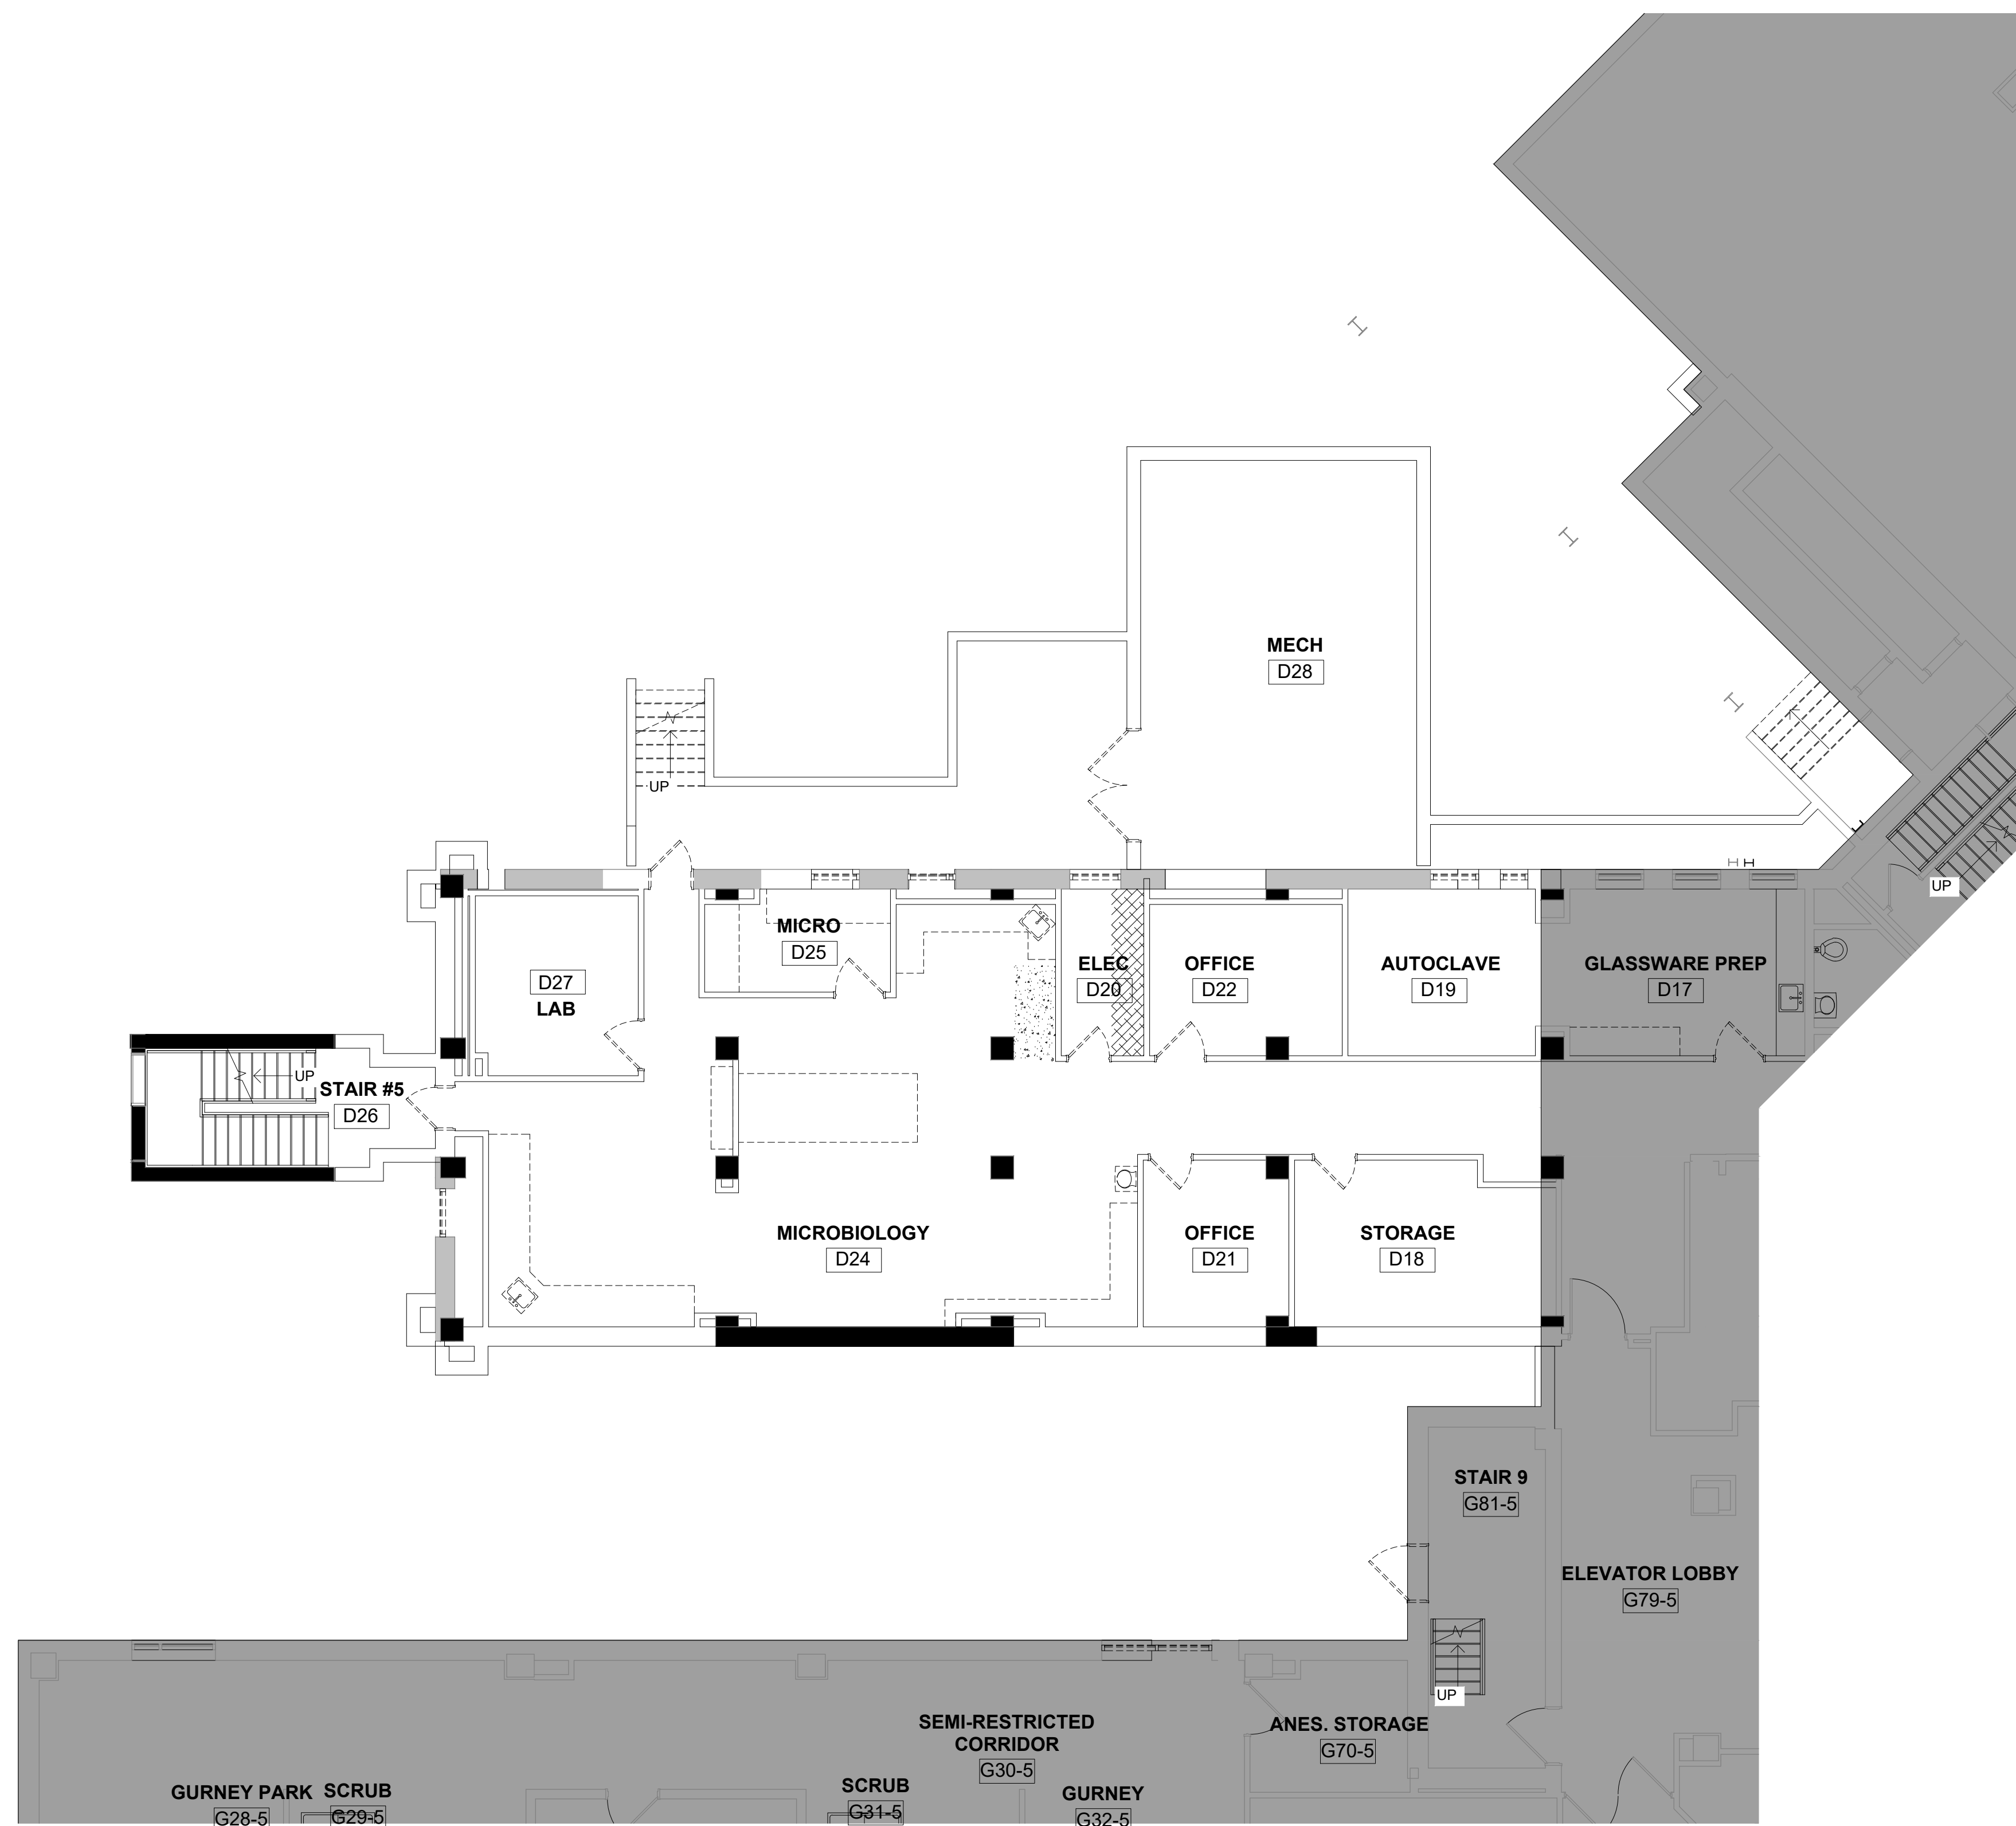 MECH
D28
UP
UP
MICRO
D25
D27
LAB
ELEC
D20
OFFICE
D22
AUTOCLAVE
D19
GLASSWARE PREP
D17
UP
STAIR #5
D26
MICROBIOLOGY
D24
OFFICE
D21
STORAGE
D18
STAIR 9
G81-5
ELEVATOR LOBBY
G79-5
UP
SEMI-RESTRICTED
CORRIDOR
G30-5
ANES. STORAGE
G70-5
GURNEY PARK
G28-5
SCRUB
G29-5
SCRUB
G31-5
GURNEY
G32-5